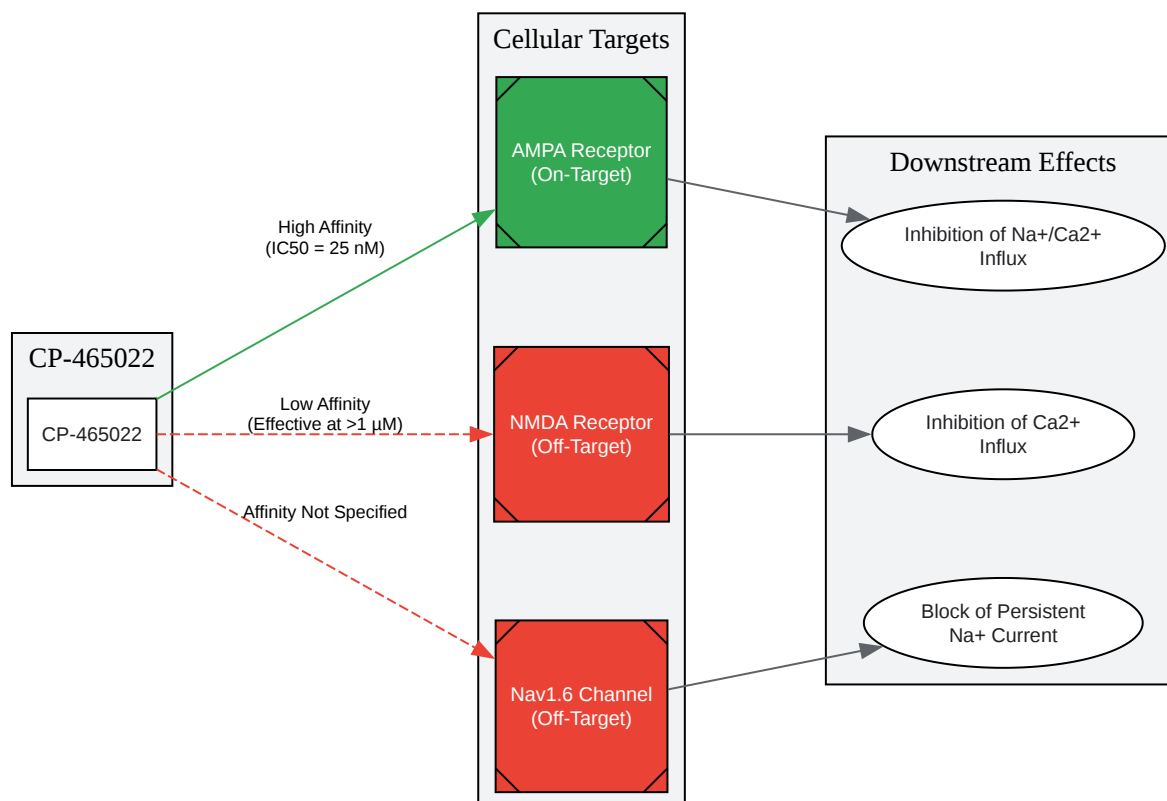 CP-465022
CP-465022
High Affinity
(IC50 = 25 nM)
Low Affinity
(Effective at >1 µM)
Affinity Not Specified
Cellular Targets
AMPA Receptor
(On-Target)
NMDA Receptor
(Off-Target)
Nav1.6 Channel
(Off-Target)
Downstream Effects
Inhibition of Na+/Ca2+
Influx
Inhibition of Ca2+
Influx
Block of Persistent
Na+ Current